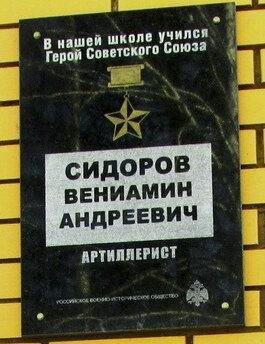 В нашей школе учился
Герой Советского Союза
СИДОРОВ
ВЕНИАМИН
АНДРЕЕВИЧ
АРТИЛЛЕРИСТ
РОССИЙСКОЕ ВОЕННО-ИСТОРИЧЕСКОЕ ОБЩЕСТВО